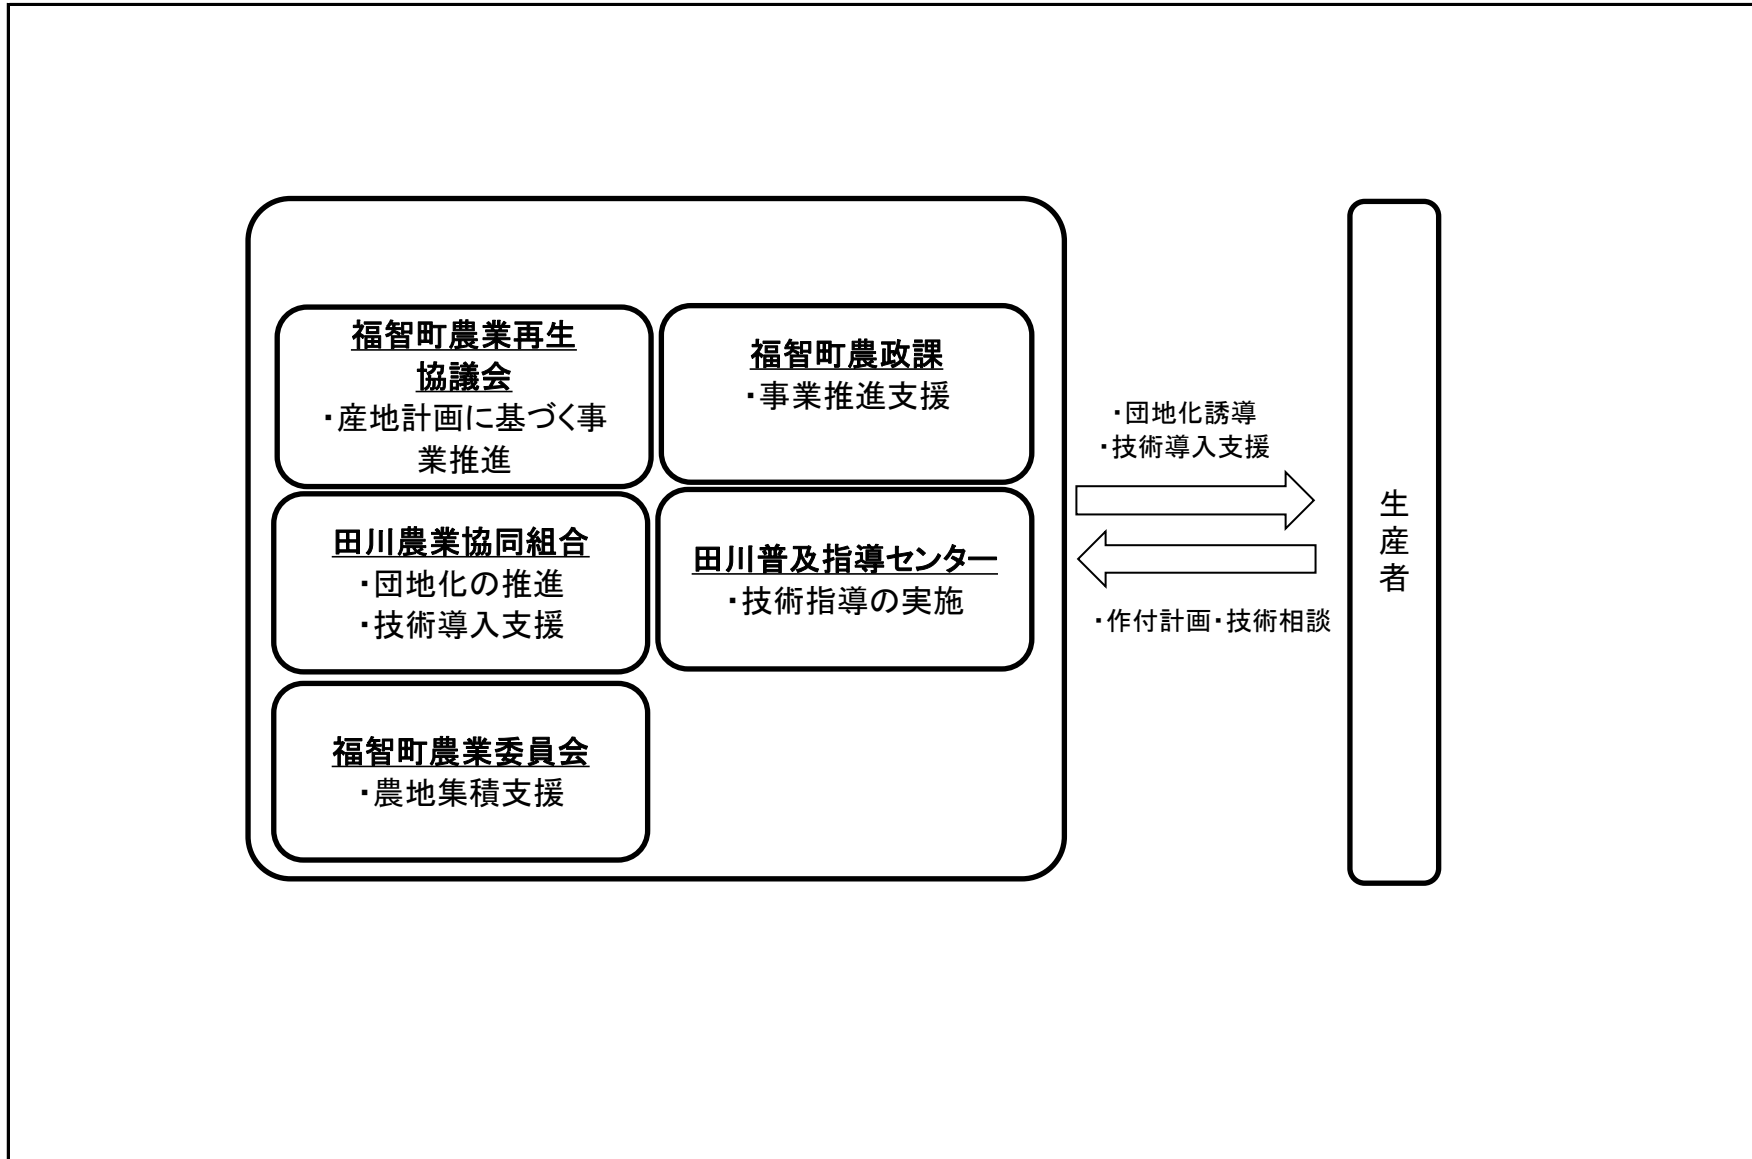 福智町農業再生
協議会
・産地計画に基づく事
業推進
福智町農政課
・事業推進支援
田川農業協同組合
・団地化の推進
・技術導入支援
田川普及指導センター
・技術指導の実施
福智町農業委員会
・農地集積支援
・団地化誘導
・技術導入支援
・作付計画・技術相談
生産者